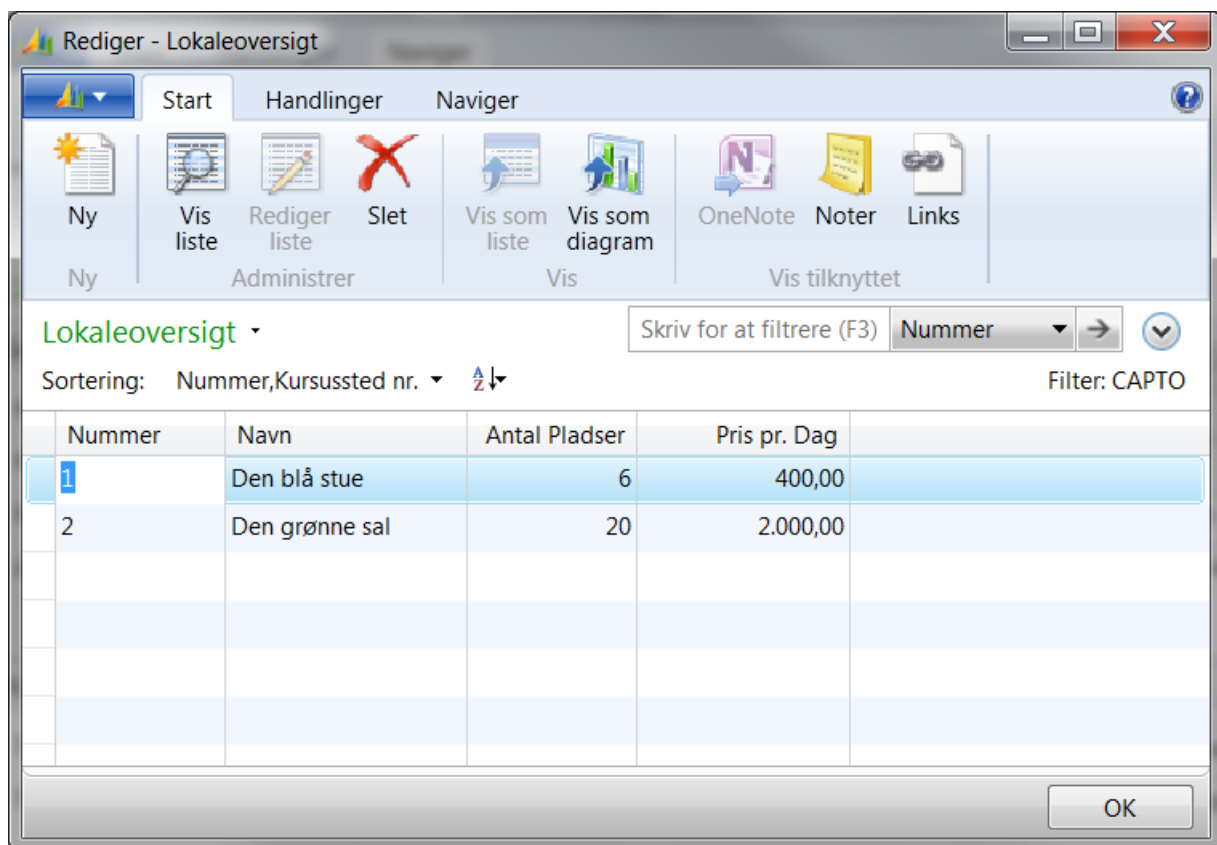 Rediger - Lokaleoversigt
Start Handlinger Naviger
Ny Vis liste Rediger liste Slet Vis som liste Vis som diagram OneNote Noter Links
Ny Administrer Vis Vis tilknyttet
Lokaleoversigt Skriv for at filtrere (F3) Nummer
Sortering: Nummer,Kursussted nr. Filter: CAPTO
Nummer Navn Antal Pladser Pris pr. Dag
1 Den blå stue 6 400,00
2 Den grønne sal 20 2.000,00
OK